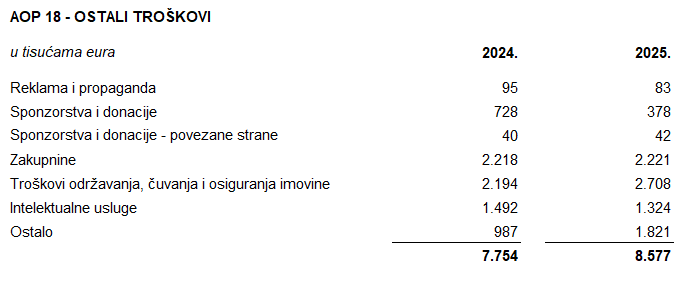 AOP 18 - OSTALI TROŠKOVI
u tisućama eura 2024. 2025.
Reklama i propaganda 95 83
Sponzorstva i donacije 728 378
Sponzorstva i donacije - povezane strane 40 42
Zakupnine 2.218 2.221
Troškovi održavanja, čuvanja i osiguranja imovine 2.194 2.708
Intelektualne usluge 1.492 1.324
Ostalo 987 1.821
7.754 8.577